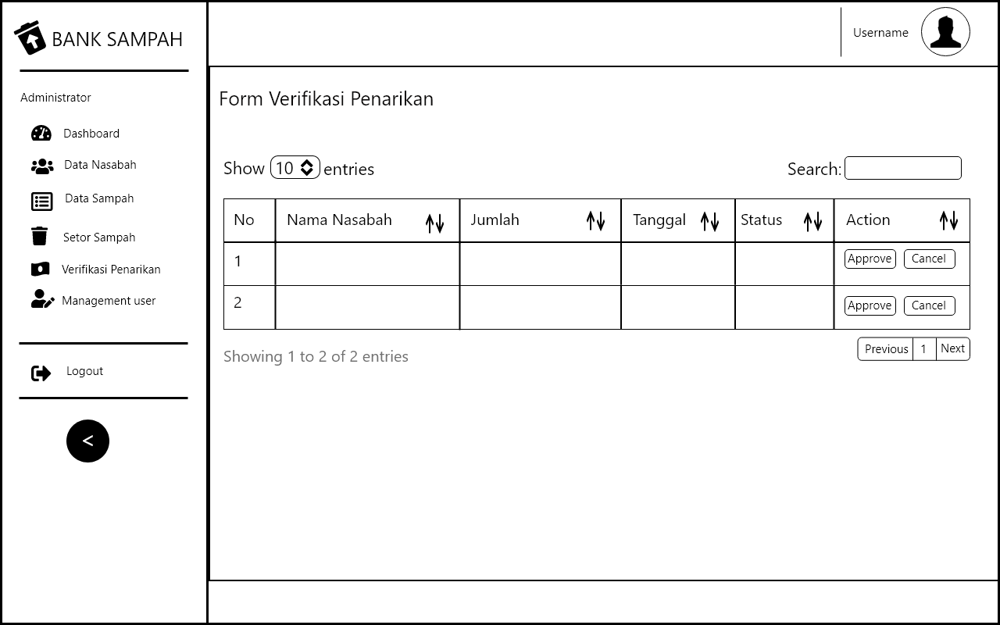 BANK SAMPAH
Username
Administrator
Dashboard
Data Nasabah
Data Sampah
Setor Sampah
Verifikasi Penarikan
Management user
Logout
<
Form Verifikasi Penarikan
Show 10 entries
Search:
No Nama Nasabah Jumlah Tanggal Status Action
1 Approve Cancel
2 Approve Cancel
Showing 1 to 2 of 2 entries
Previous 1 Next